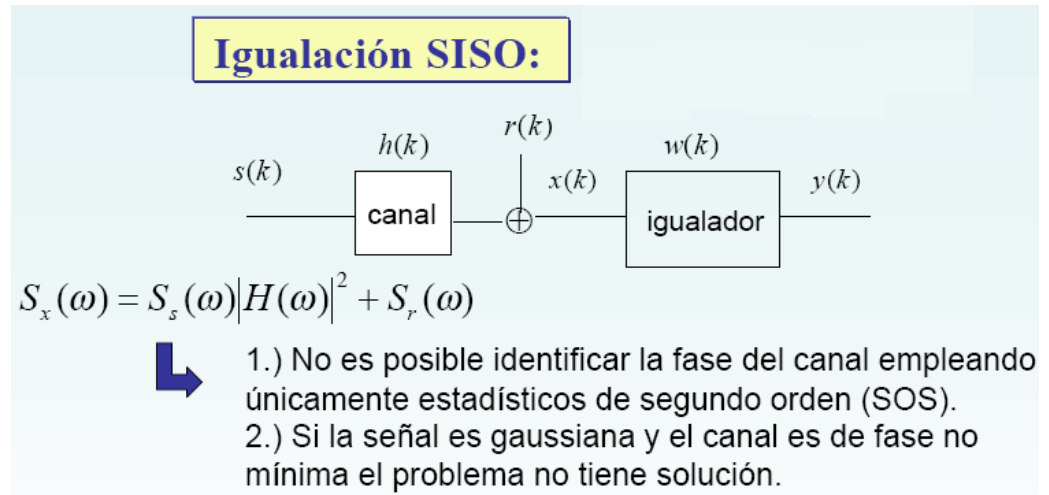 Igualación SISO:
r(k)
h(k)
w(k)
s(k)
x(k)
y(k)
canal
igualador
S_x(ω) = S_s(ω)|H(ω)|² + S_r(ω)
1.) No es posible identificar la fase del canal empleando
únicamente estadísticos de segundo orden (SOS).
2.) Si la señal es gaussiana y el canal es de fase no
mínima el problema no tiene solución.